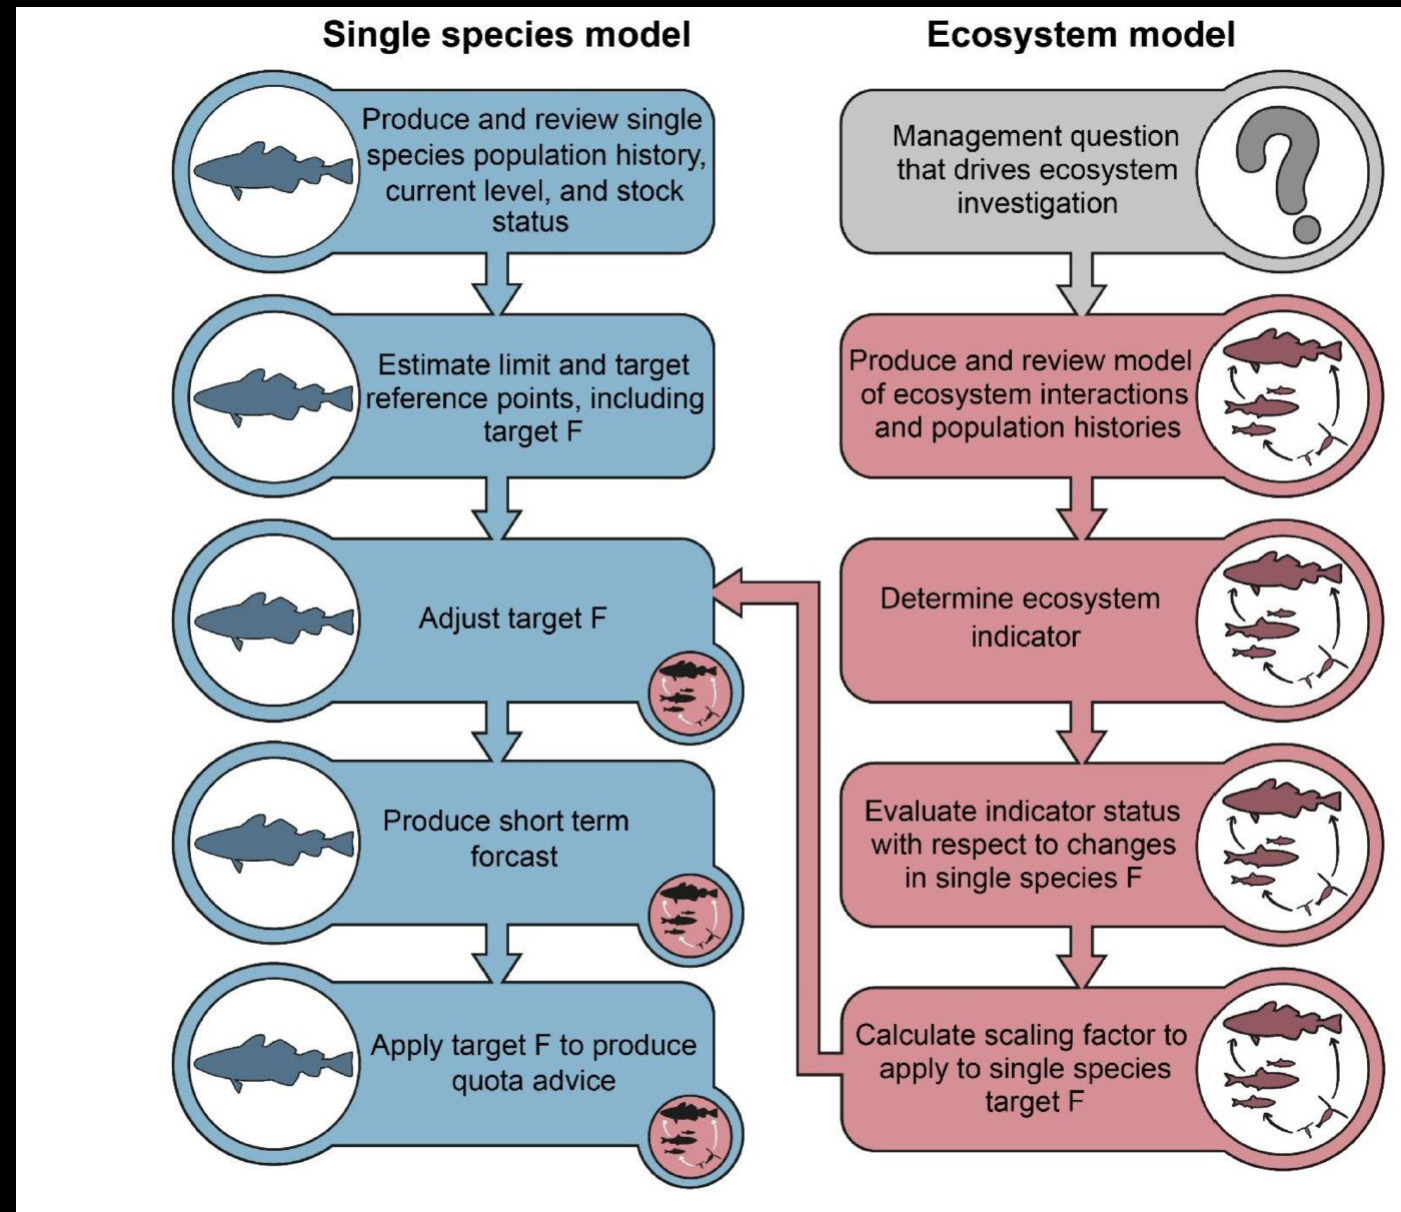 Single species model
Produce and review single
species population history,
current level, and stock
status
Estimate limit and target
reference points, including
target F
Adjust target F
Produce short term
forcast
Apply target F to produce
quota advice
Ecosystem model
Management question
that drives ecosystem
investigation
Produce and review model
of ecosystem interactions
and population histories
Determine ecosystem
indicator
Evaluate indicator status
with respect to changes
in single species F
Calculate scaling factor to
apply to single species
target F